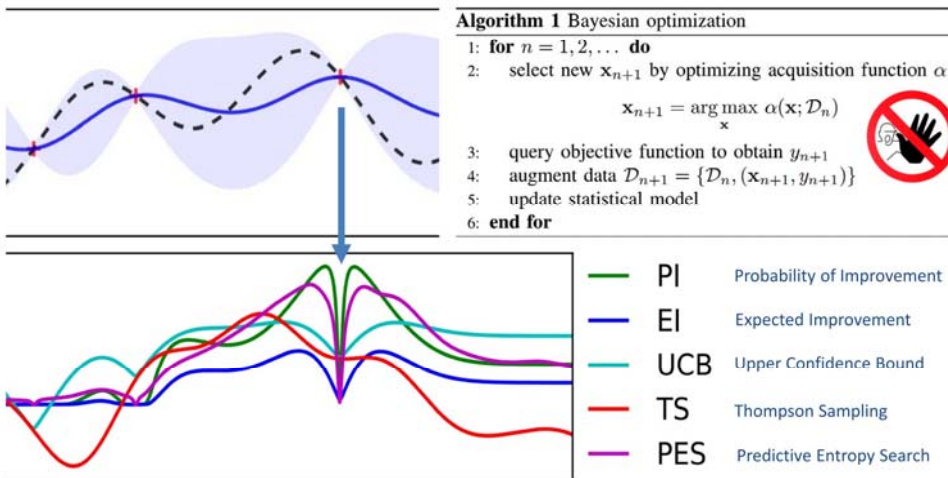 Algorithm 1 Bayesian optimization
1: for n = 1, 2, . . . do
2: select new x_{n+1} by optimizing acquisition function α
x_{n+1} = arg max_x α(x; 𝒟_n)
3: query objective function to obtain y_{n+1}
4: augment data 𝒟_{n+1} = {𝒟_n, (x_{n+1}, y_{n+1})}
5: update statistical model
6: end for
PI Probability of Improvement
EI Expected Improvement
UCB Upper Confidence Bound
TS Thompson Sampling
PES Predictive Entropy Search